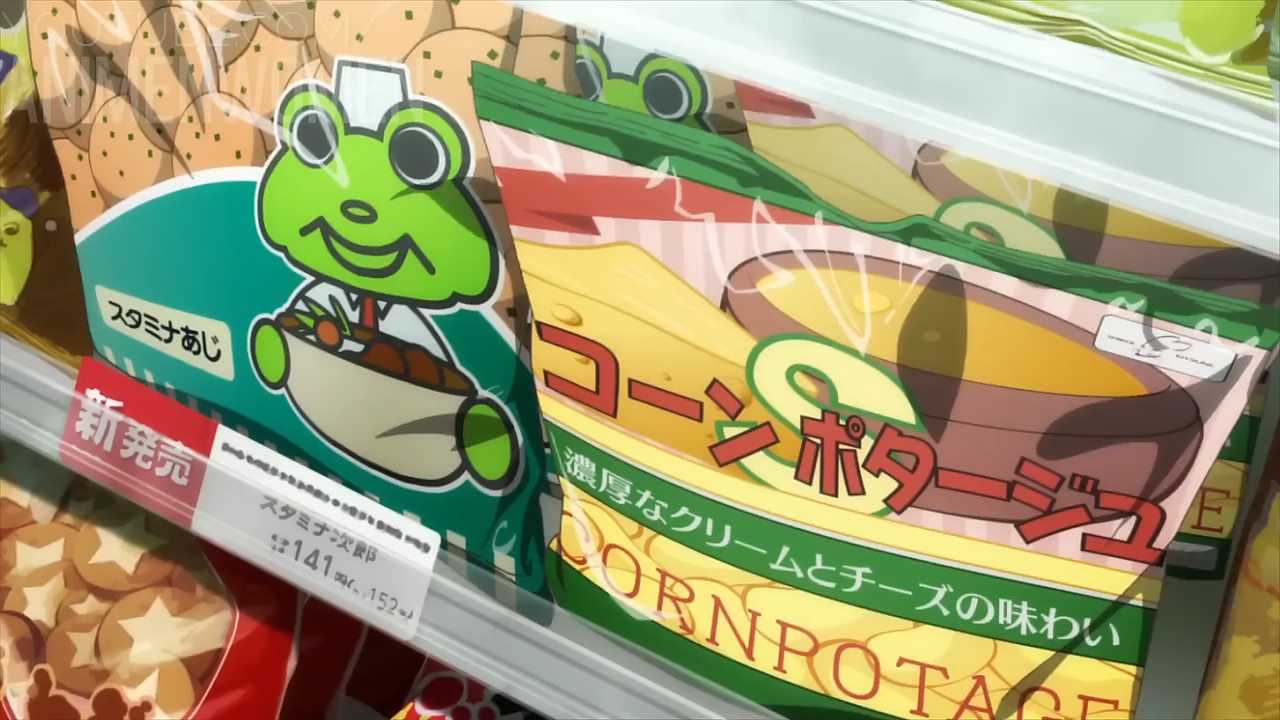 YOUTUBE.COM
スタミナあじ
新発売
スタミナ次郎
141
152
コーンポタージュ
濃厚なクリームとチーズの味わい
CORNPOTAGE
E